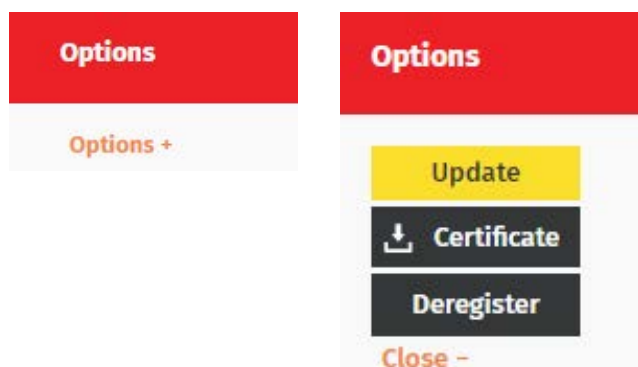 Options
Options +
Options
Update
Certificate
Deregister
Close –